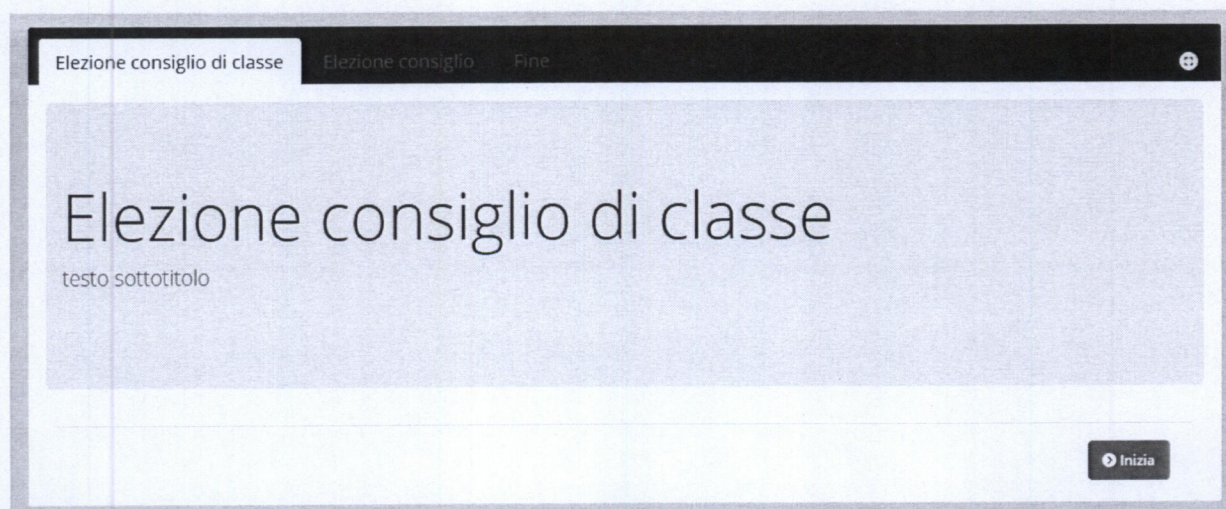 Elezione consiglio di classe
Elezione consiglio
Fine
Elezione consiglio di classe
testo sottotitolo
Inizia